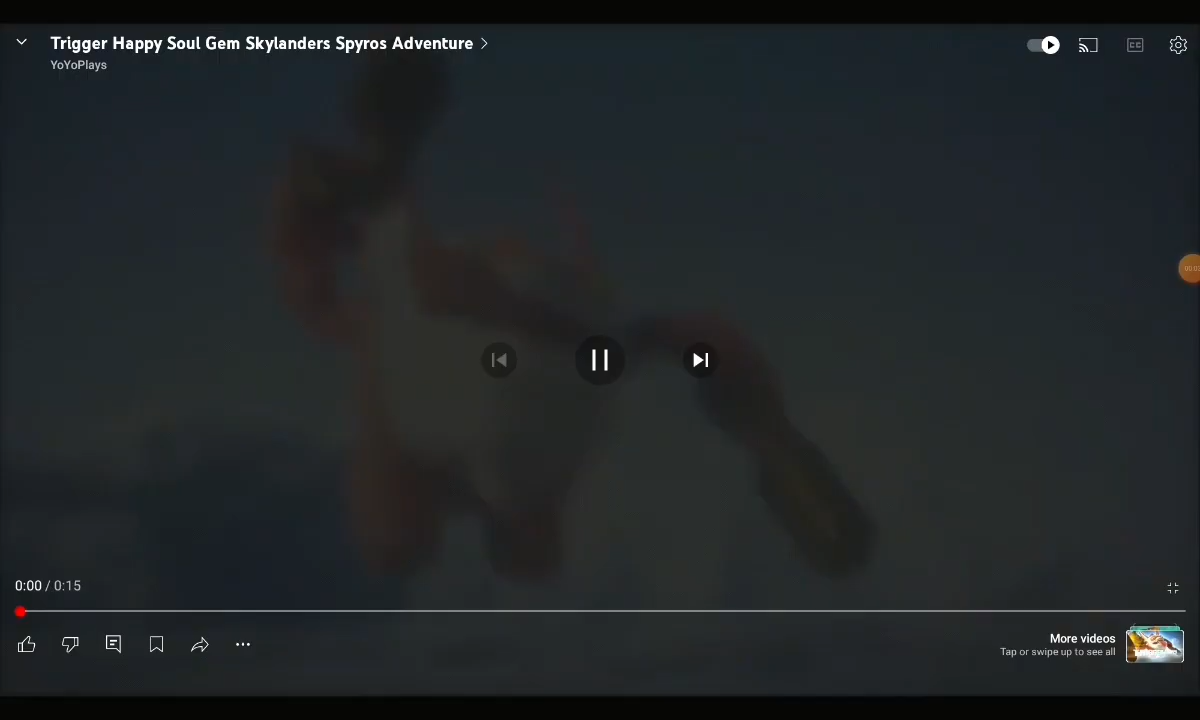 Trigger Happy Soul Gem Skylanders Spyros Adventure
YoYoPlays
CC
0:00 / 0:15
More videos
Tap or swipe up to see all